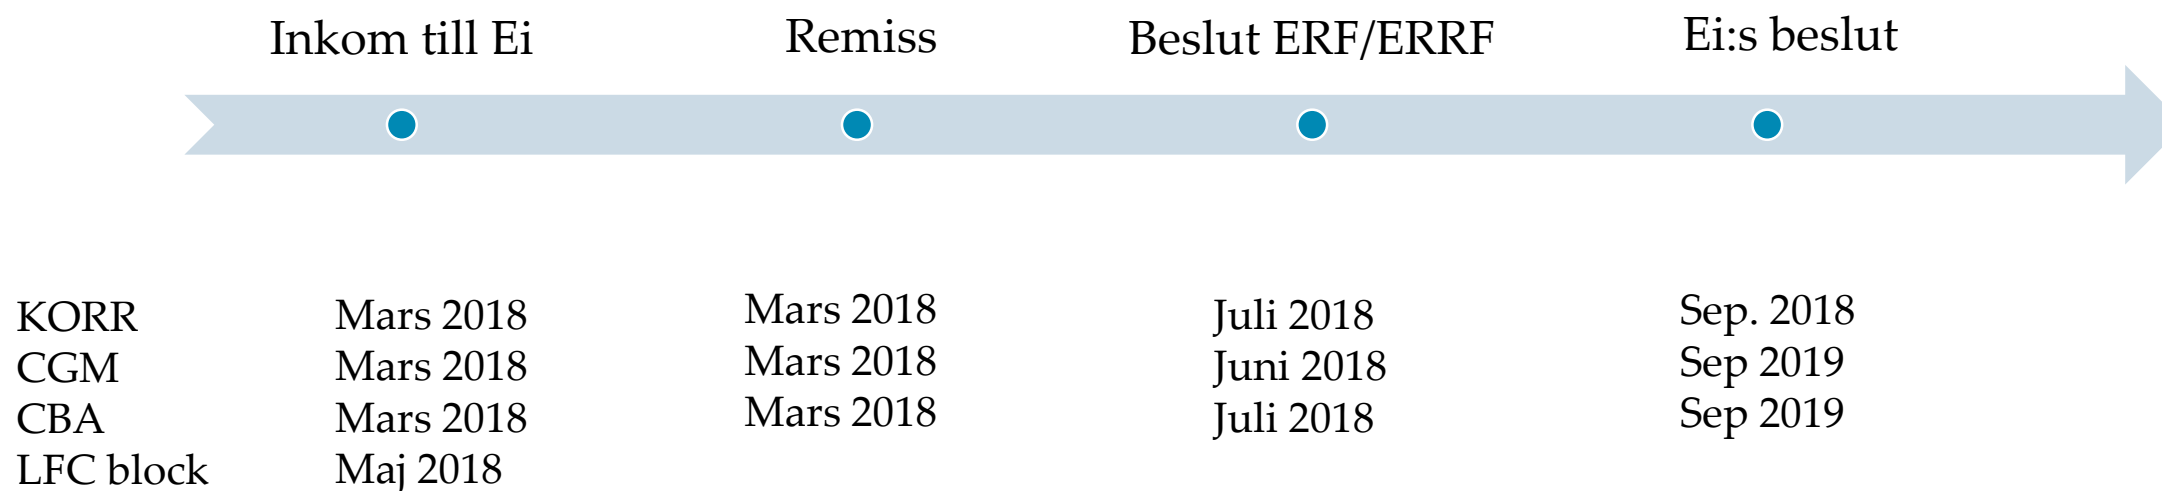 Inkom till Ei Remiss Beslut ERF/ERRF Ei:s beslut
KORR Mars 2018 Mars 2018 Juli 2018 Sep. 2018
CGM Mars 2018 Mars 2018 Juni 2018 Sep 2019
CBA Mars 2018 Mars 2018 Juli 2018 Sep 2019
LFC block Maj 2018